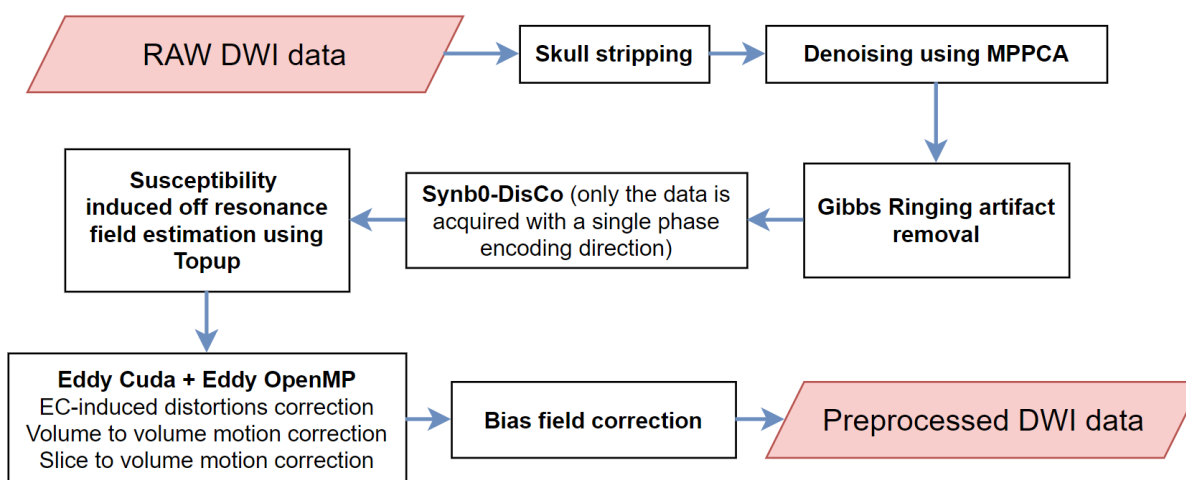 RAW DWI data
Skull stripping
Denoising using MPPCA
Gibbs Ringing artifact
removal
Synb0-DisCo (only the data is
acquired with a single phase
encoding direction)
Susceptibility
induced off resonance
field estimation using
Topup
Eddy Cuda + Eddy OpenMP
EC-induced distortions correction
Volume to volume motion correction
Slice to volume motion correction
Bias field correction
Preprocessed DWI data